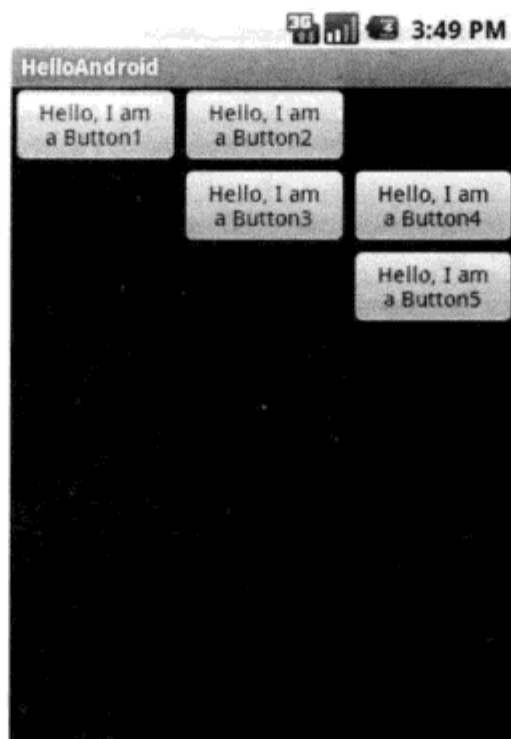 3G 3:49 PM
HelloAndroid
Hello, I am
a Button1
Hello, I am
a Button2
Hello, I am
a Button3
Hello, I am
a Button4
Hello, I am
a Button5